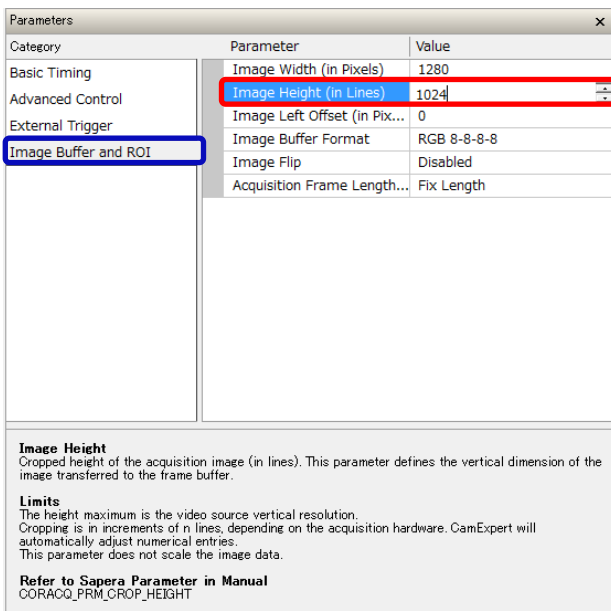 Parameters
Category
Parameter Value
Basic Timing
Image Width (in Pixels) 1280
Advanced Control
Image Height (in Lines) 1024
External Trigger
Image Left Offset (in Pix... 0
Image Buffer and ROI
Image Buffer Format RGB 8-8-8-8
Image Flip Disabled
Acquisition Frame Length... Fix Length
Image Height
Cropped height of the acquisition image (in lines). This parameter defines the vertical dimension of the
image transferred to the frame buffer.
Limits
The height maximum is the video source vertical resolution.
Cropping is in increments of n lines, depending on the acquisition hardware. CamExpert will
automatically adjust numerical entries.
This parameter does not scale the image data.
Refer to Sapera Parameter in Manual
CORACQ_PRM_CROP_HEIGHT